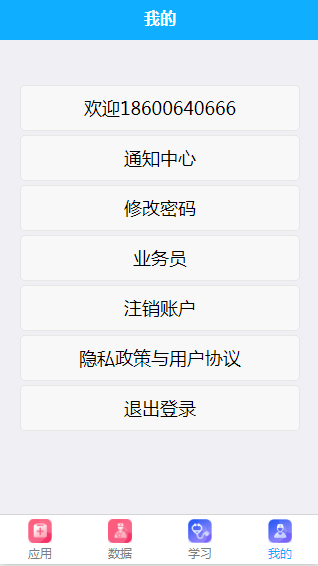 我的
欢迎18600640666
通知中心
修改密码
业务员
注销账户
隐私政策与用户协议
退出登录
应用
数据
学习
我的